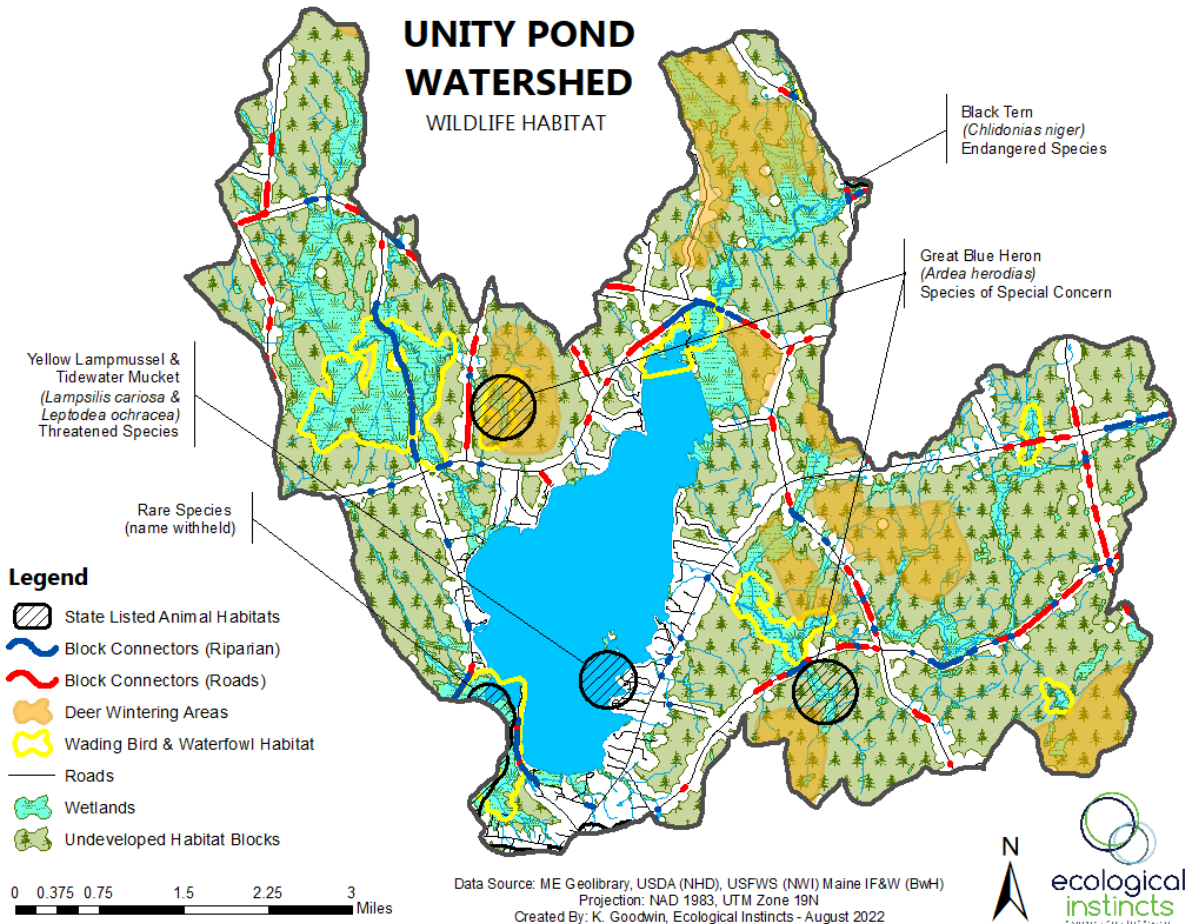 UNITY POND
WATERSHED
WILDLIFE HABITAT
Black Tern
(Chlidonias niger)
Endangered Species
Great Blue Heron
(Ardea herodias)
Species of Special Concern
Yellow Lampmussel &
Tidewater Mucket
(Lampsilis cariosa &
Leptodea ochracea)
Threatened Species
Rare Species
(name withheld)
Legend
State Listed Animal Habitats
Block Connectors (Riparian)
Block Connectors (Roads)
Deer Wintering Areas
Wading Bird & Waterfowl Habitat
Roads
Wetlands
Undeveloped Habitat Blocks
0 0.375 0.75 1.5 2.25 3
Miles
Data Source: ME Geolibrary, USDA (NHD), USFWS (NWI) Maine IF&W (BwH)
Projection: NAD 1983, UTM Zone 19N
Created By: K. Goodwin, Ecological Instincts - August 2022
N
ecological
instincts